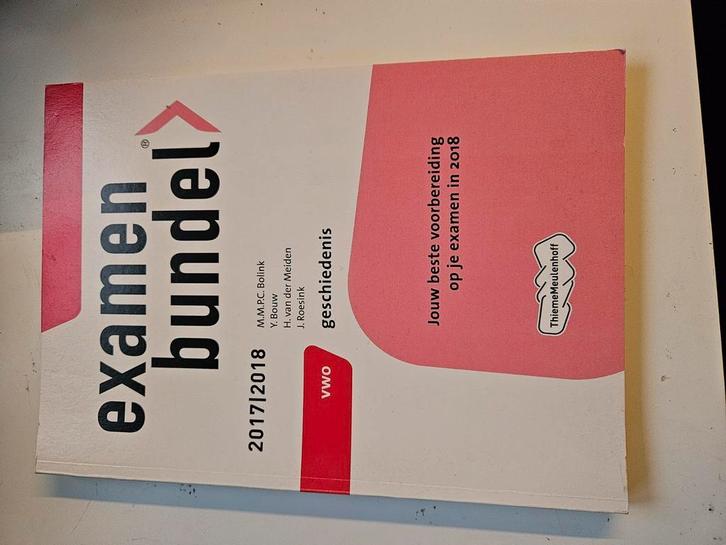 examen
bundel>
®
2017|2018
M.M.P.C. Bolink
Y. Bouw
H. van der Meiden
J. Roesink
vwo
geschiedenis
Jouw beste voorbereiding
op je examen in 2018
ThiemeMeulenhoff